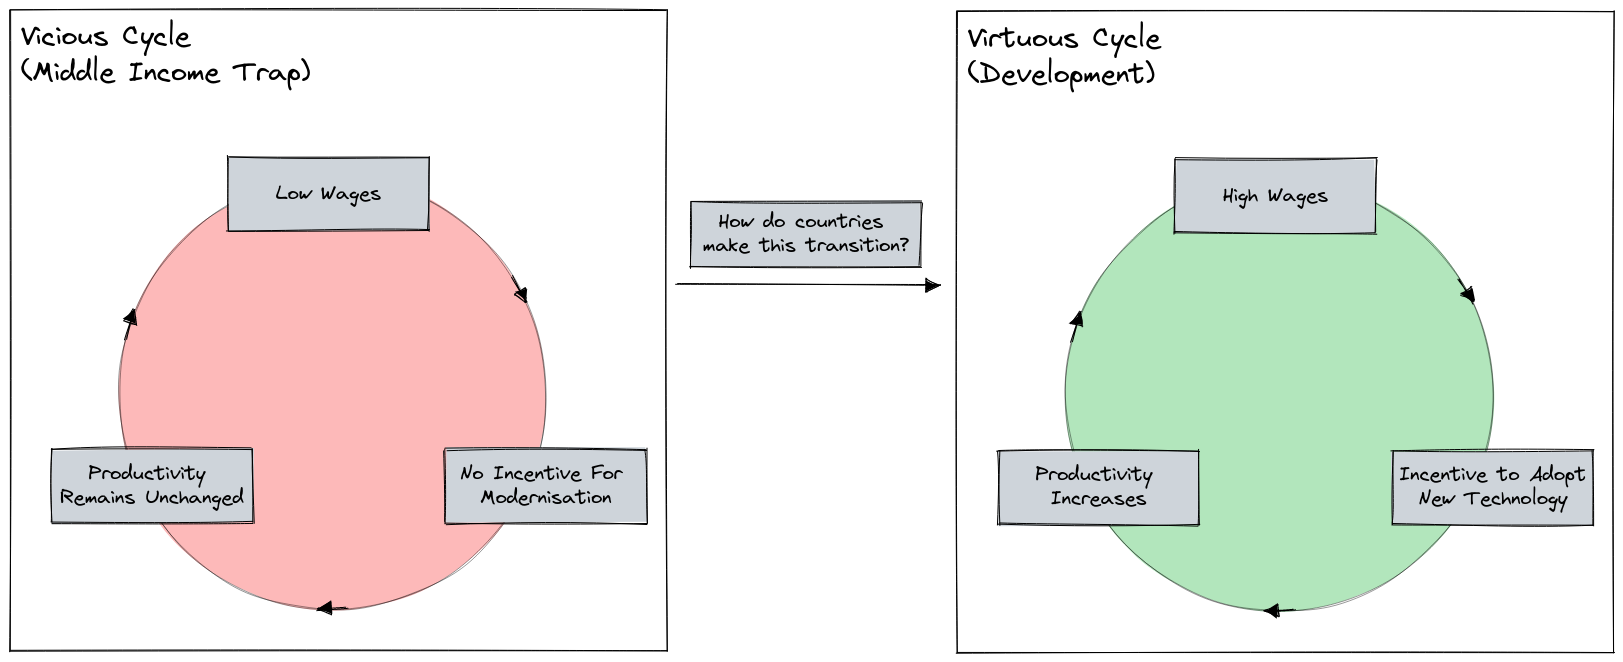 Vicious Cycle
(Middle Income Trap)
Low Wages
No Incentive For
Modernisation
Productivity
Remains Unchanged
How do countries
make this transition?
Virtuous Cycle
(Development)
High Wages
Incentive to Adopt
New Technology
Productivity
Increases